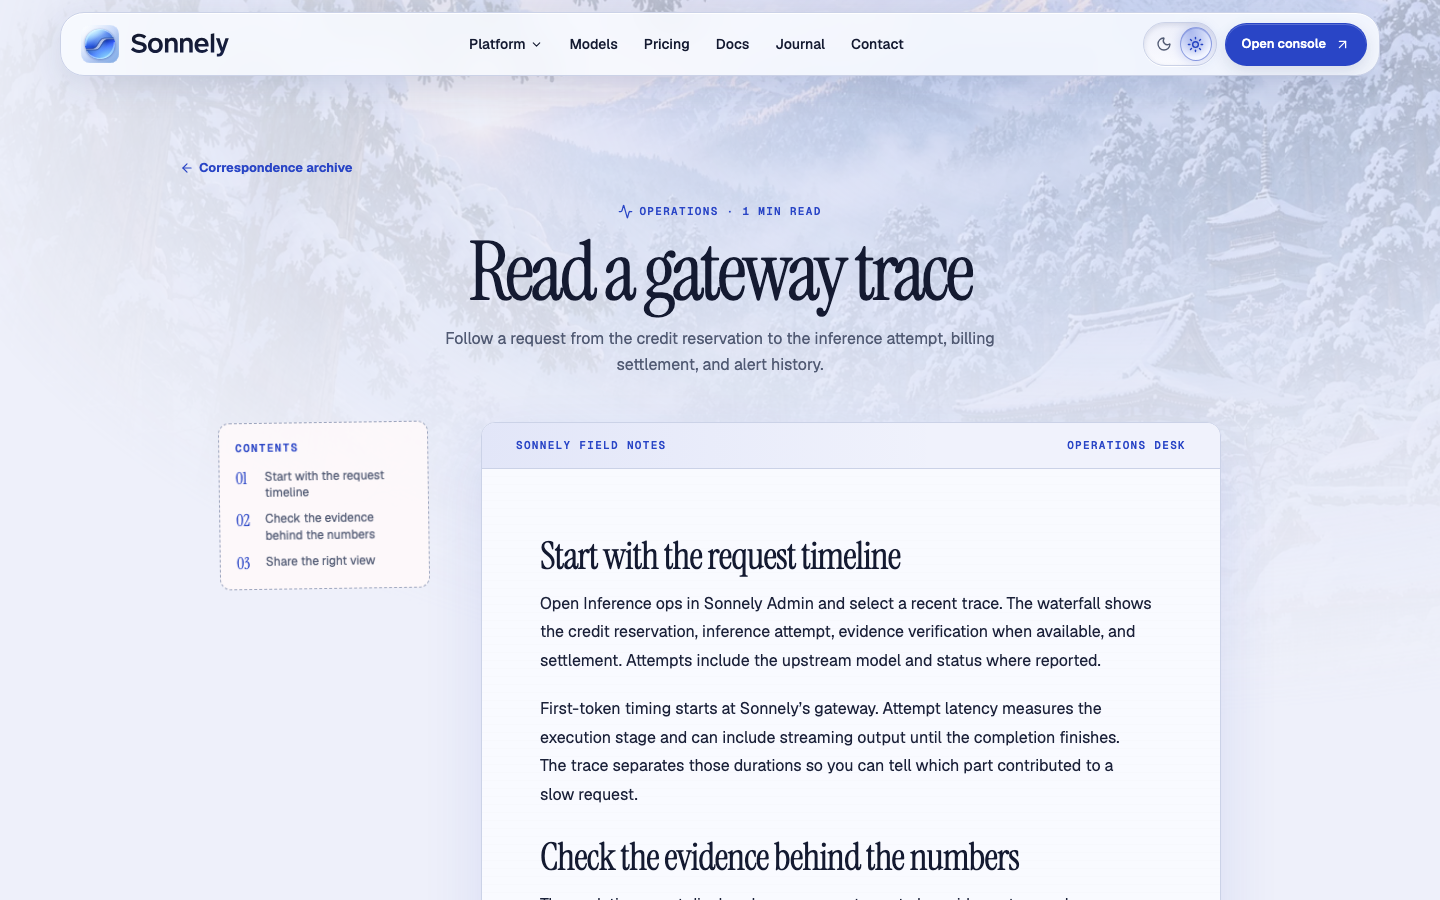 Sonnely
Platform
Models
Pricing
Docs
Journal
Contact
Open console
Correspondence archive
OPERATIONS · 1 MIN READ
Read a gateway trace
Follow a request from the credit reservation to the inference attempt, billing
settlement, and alert history.
CONTENTS
01 Start with the request
timeline
02 Check the evidence
behind the numbers
03 Share the right view
SONNELY FIELD NOTES
OPERATIONS DESK
Start with the request timeline
Open Inference ops in Sonnely Admin and select a recent trace. The waterfall shows
the credit reservation, inference attempt, evidence verification when available, and
settlement. Attempts include the upstream model and status where reported.
First-token timing starts at Sonnely’s gateway. Attempt latency measures the
execution stage and can include streaming output until the completion finishes.
The trace separates those durations so you can tell which part contributed to a
slow request.
Check the evidence behind the numbers